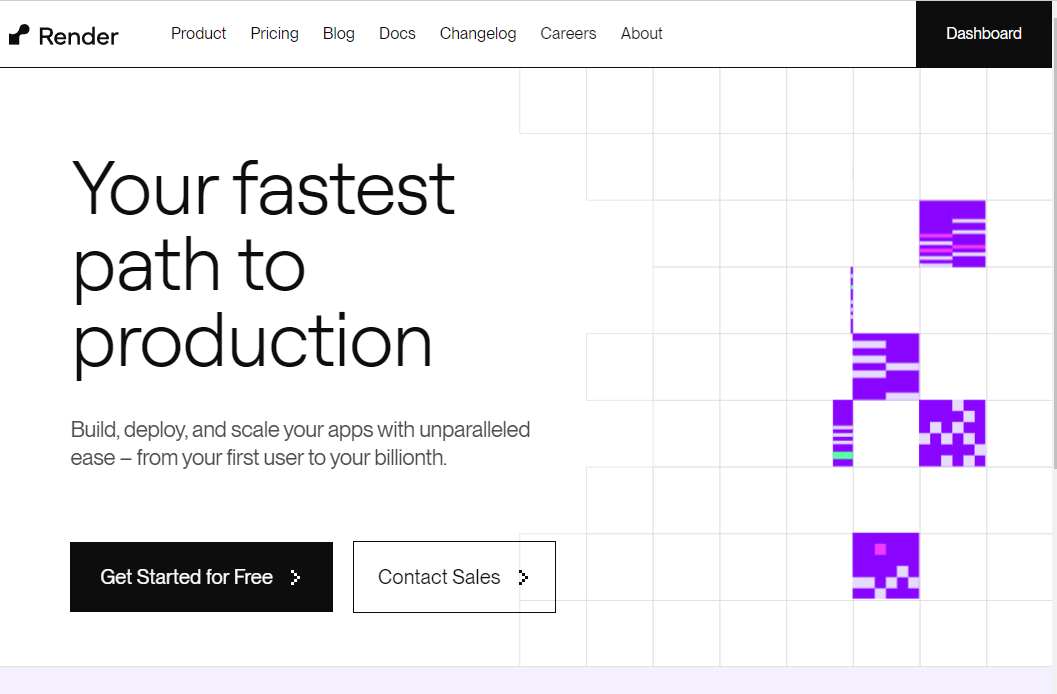 Render
Product Pricing Blog Docs Changelog Careers About
Dashboard
Your fastest
path to
production
Build, deploy, and scale your apps with unparalleled
ease – from your first user to your billionth.
Get Started for Free
Contact Sales